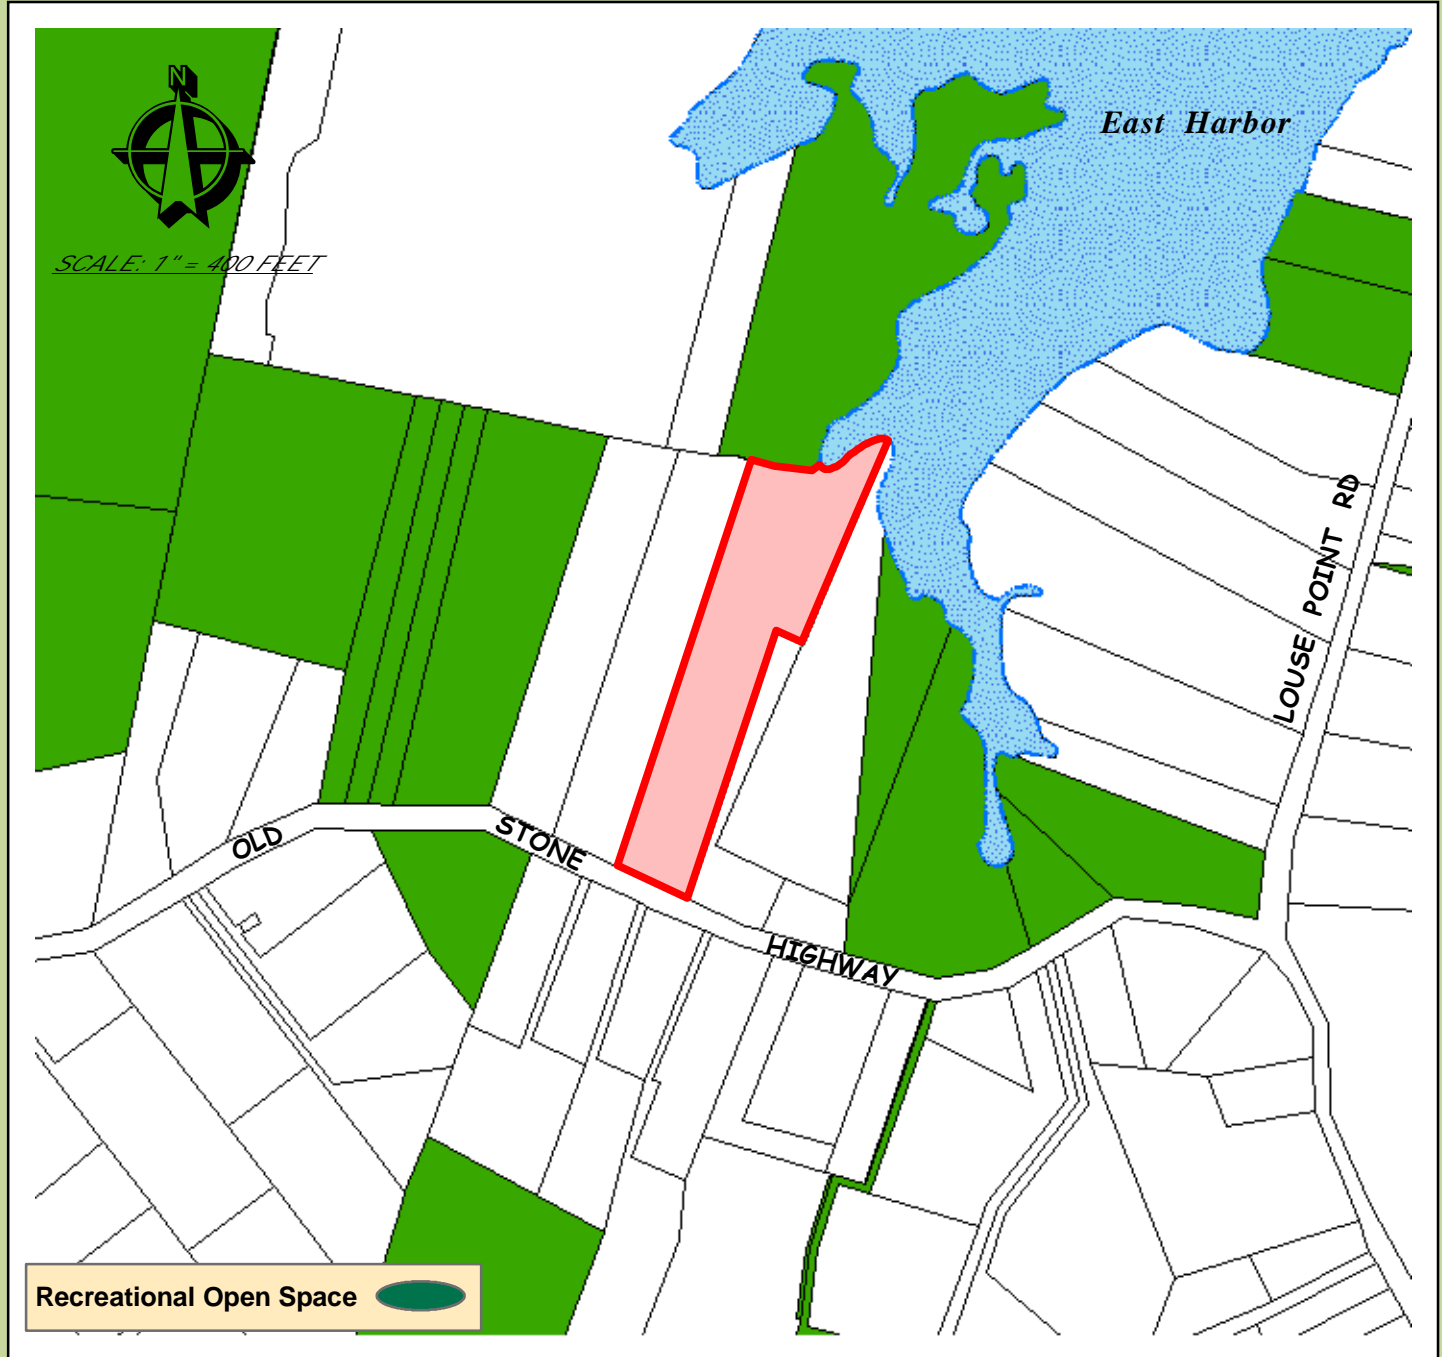 N
East Harbor
SCALE: 1" = 400 FEET
LOUSE POINT RD
OLD STONE HIGHWAY
Recreational Open Space